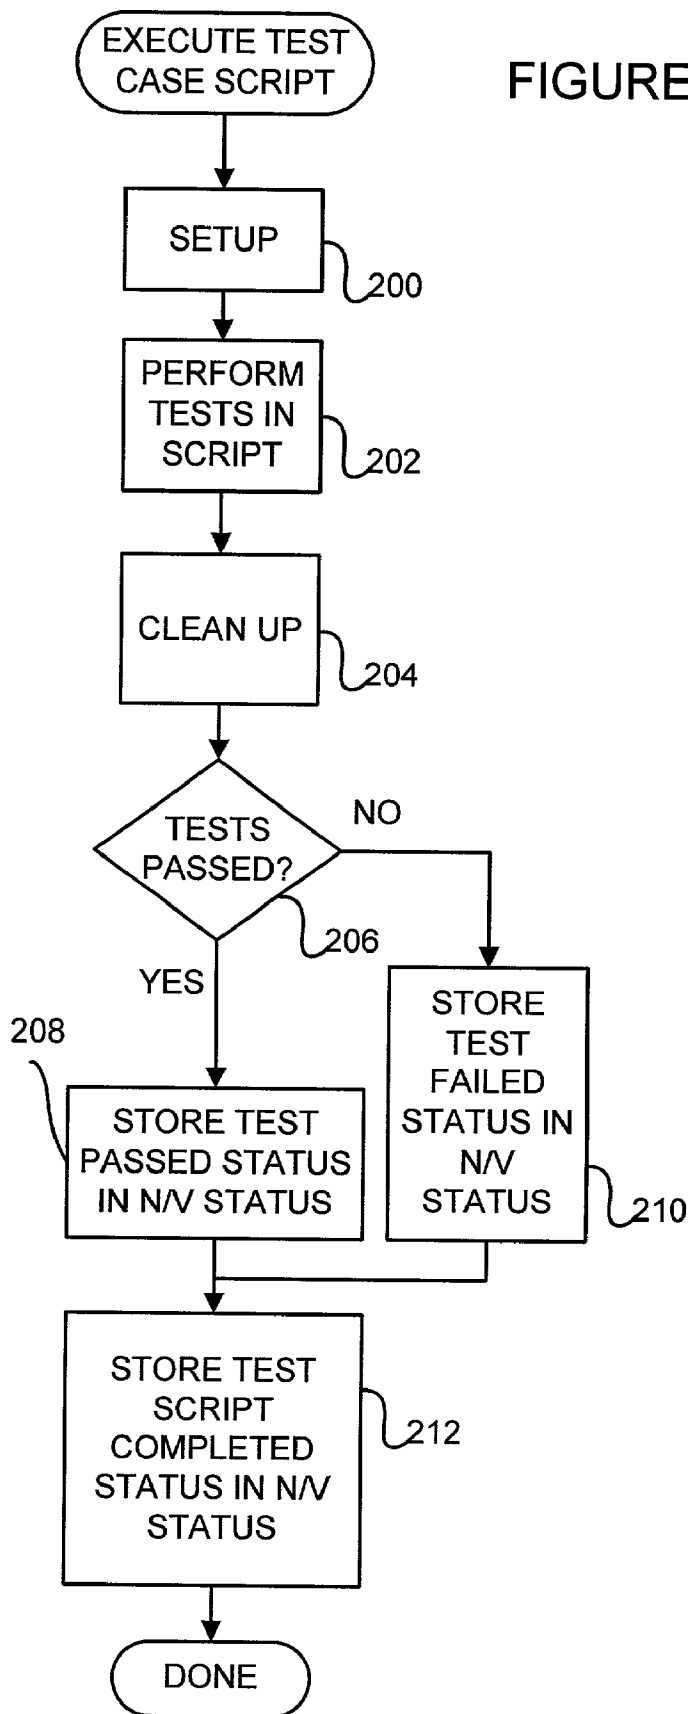 EXECUTE TEST
CASE SCRIPT
FIGURE
SETUP
200
PERFORM
TESTS IN
SCRIPT
202
CLEAN UP
204
TESTS
PASSED?
NO
206
YES
208
STORE TEST
PASSED STATUS
IN N/V STATUS
STORE
TEST
FAILED
STATUS IN
N/V
STATUS
210
STORE TEST
SCRIPT
COMPLETED
STATUS IN N/V
STATUS
212
DONE